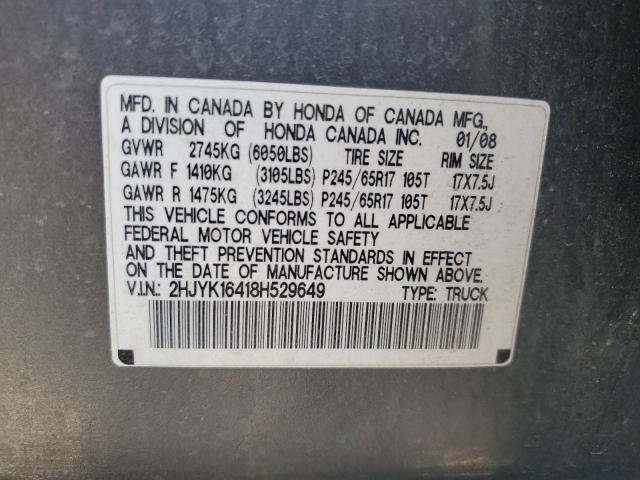 MFD. IN CANADA BY HONDA OF CANADA MFG.,
A DIVISION OF HONDA CANADA INC. 01/08
GVWR 2745KG (6050LBS) TIRE SIZE RIM SIZE
GAWR F 1410KG (3105LBS) P245/65R17 105T 17X7.5J
GAWR R 1475KG (3245LBS) P245/65R17 105T 17X7.5J
THIS VEHICLE CONFORMS TO ALL APPLICABLE
FEDERAL MOTOR VEHICLE SAFETY
AND THEFT PREVENTION STANDARDS IN EFFECT
ON THE DATE OF MANUFACTURE SHOWN ABOVE.
V.I.N.: 2HJYK16418H529649 TYPE: TRUCK